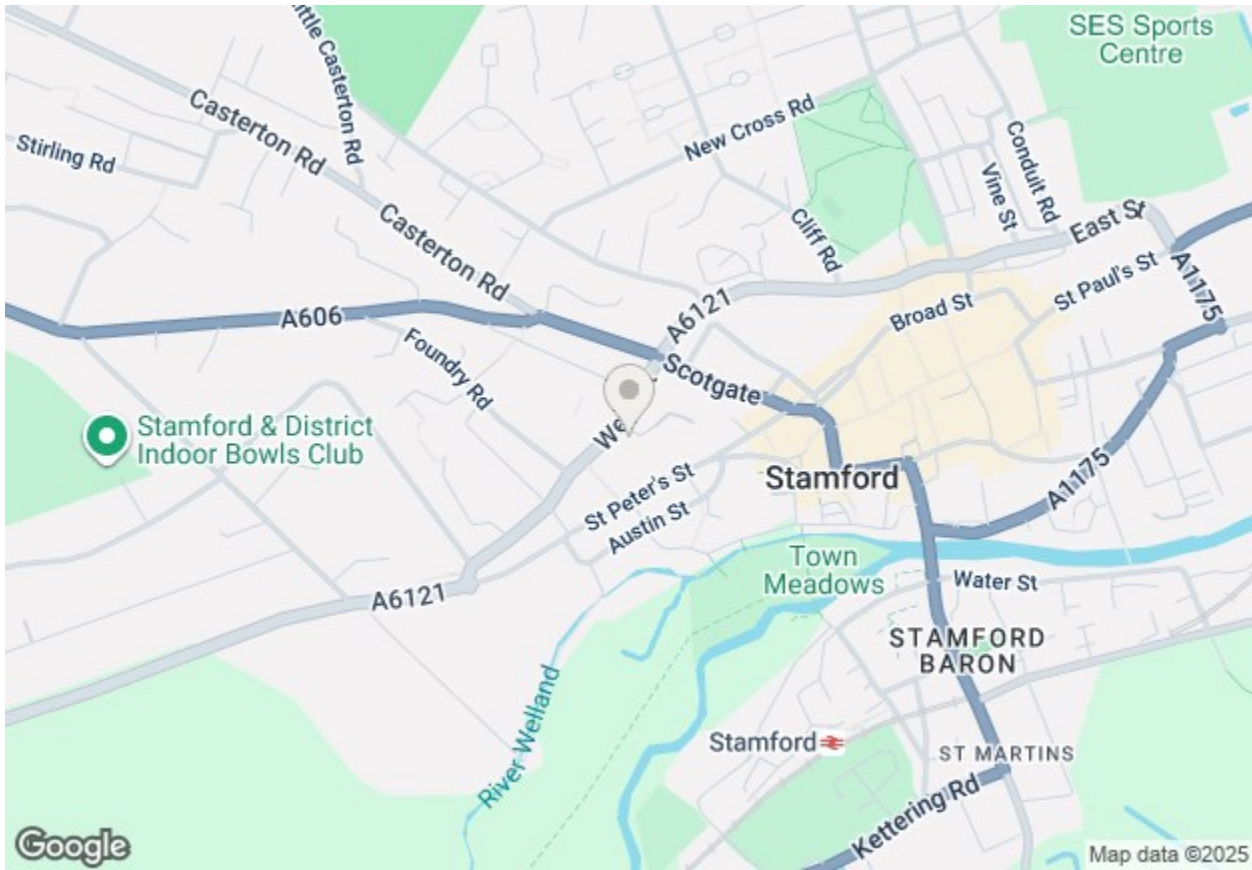 SES Sports
Centre
Little Casterton Rd
Casterton Rd
Stirling Rd
New Cross Rd
Conduit Rd
Vine St
Cliff Rd
East St
Casterton Rd
St Paul's St
A1175
A606
A6121
Broad St
Foundry Rd
Scotgate
Stamford & District
Indoor Bowls Club
St Peter's St
Stamford
A1175
Austin St
Town
Meadows
Water St
A6121
STAMFORD
BARON
River Welland
Stamford
ST MARTINS
Kettering Rd
Google
Map data ©2025